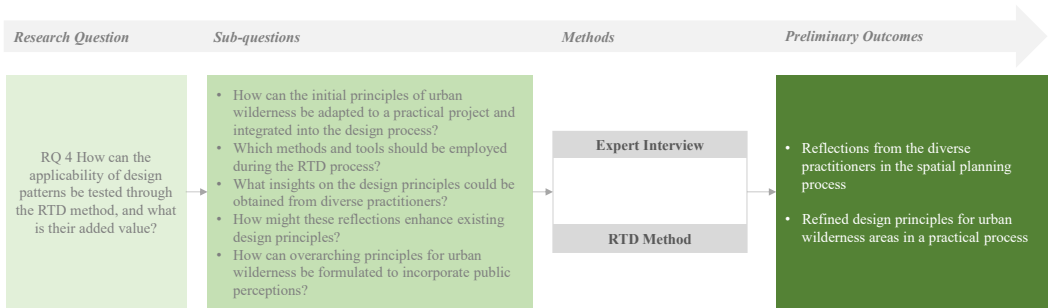 Research Question
Sub-questions
Methods
Preliminary Outcomes
RQ 4 How can the
applicability of design
patterns be tested through
the RTD method, and what
is their added value?
• How can the initial principles of urban
wilderness be adapted to a practical project and
integrated into the design process?
• Which methods and tools should be employed
during the RTD process?
• What insights on the design principles could be
obtained from diverse practitioners?
• How might these reflections enhance existing
design principles?
• How can overarching principles for urban
wilderness be formulated to incorporate public
perceptions?
Expert Interview
RTD Method
• Reflections from the diverse
practitioners in the spatial planning
process
• Refined design principles for urban
wilderness areas in a practical process